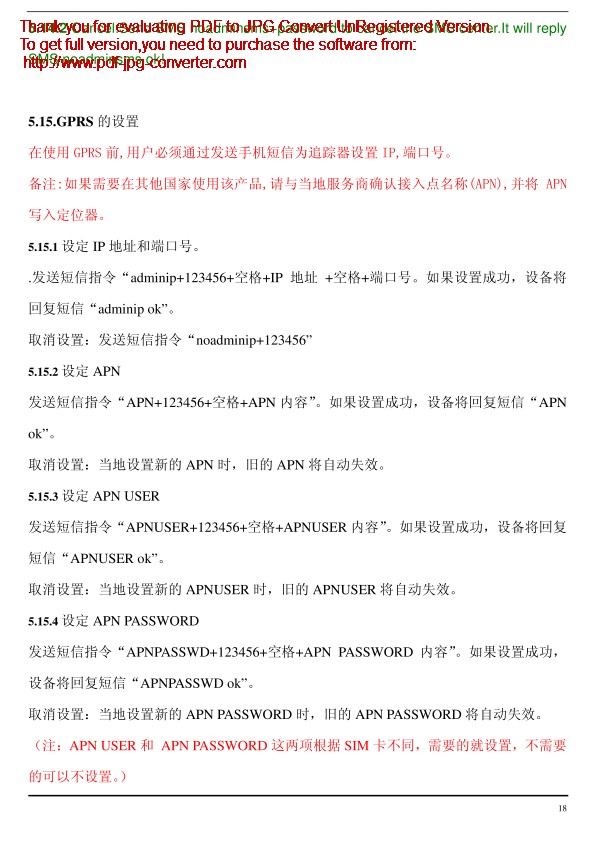 Thank you for evaluating PDF to JPG Convert UnRegistered Version.
5.14.2 Cancel:Send SMS noadminsms+password to cancel the SMS center.It will reply
To get full version,you need to purchase the software from:
SMS:noadminsms ok!
http://www.pdf-jpg-converter.com
5.15.GPRS 的设置
在使用 GPRS 前,用户必须通过发送手机短信为追踪器设置 IP,端口号。
备注:如果需要在其他国家使用该产品,请与当地服务商确认接入点名称(APN),并将 APN
写入定位器。
5.15.1 设定 IP 地址和端口号。
.发送短信指令“adminip+123456+空格+IP 地址 +空格+端口号。如果设置成功，设备将
回复短信“adminip ok”。
取消设置：发送短信指令“noadminip+123456”
5.15.2 设定 APN
发送短信指令“APN+123456+空格+APN 内容”。如果设置成功，设备将回复短信“APN
ok”。
取消设置：当地设置新的 APN 时，旧的 APN 将自动失效。
5.15.3 设定 APN USER
发送短信指令“APNUSER+123456+空格+APNUSER 内容”。如果设置成功，设备将回复
短信“APNUSER ok”。
取消设置：当地设置新的 APNUSER 时，旧的 APNUSER 将自动失效。
5.15.4 设定 APN PASSWORD
发送短信指令“APNPASSWD+123456+空格+APN PASSWORD 内容”。如果设置成功，
设备将回复短信“APNPASSWD ok”。
取消设置：当地设置新的 APN PASSWORD 时，旧的 APN PASSWORD 将自动失效。
（注：APN USER 和 APN PASSWORD 这两项根据 SIM 卡不同，需要的就设置，不需要
的可以不设置。）
18